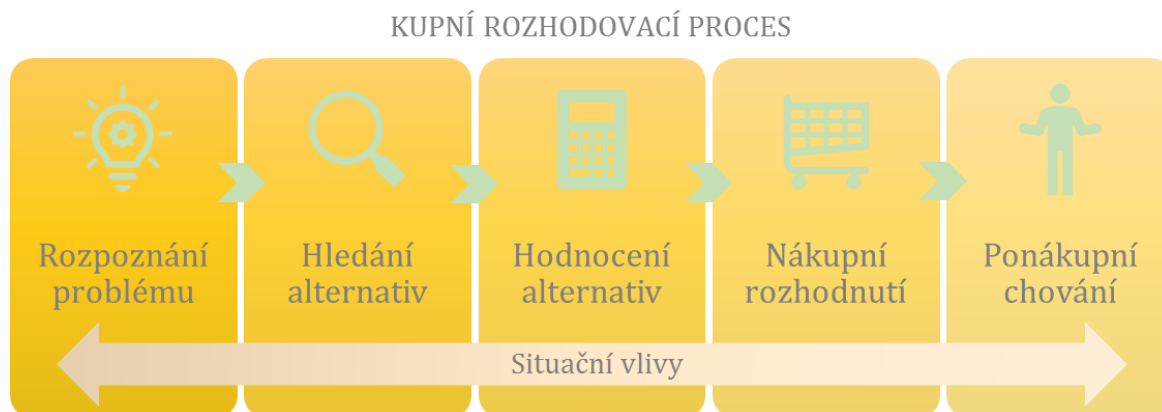 KUPNÍ ROZHODOVACÍ PROCES
Rozpoznání
problému
Hledání
alternativ
Hodnocení
alternativ
Nákupní
rozhodnutí
Ponákupní
chování
Situační vlivy